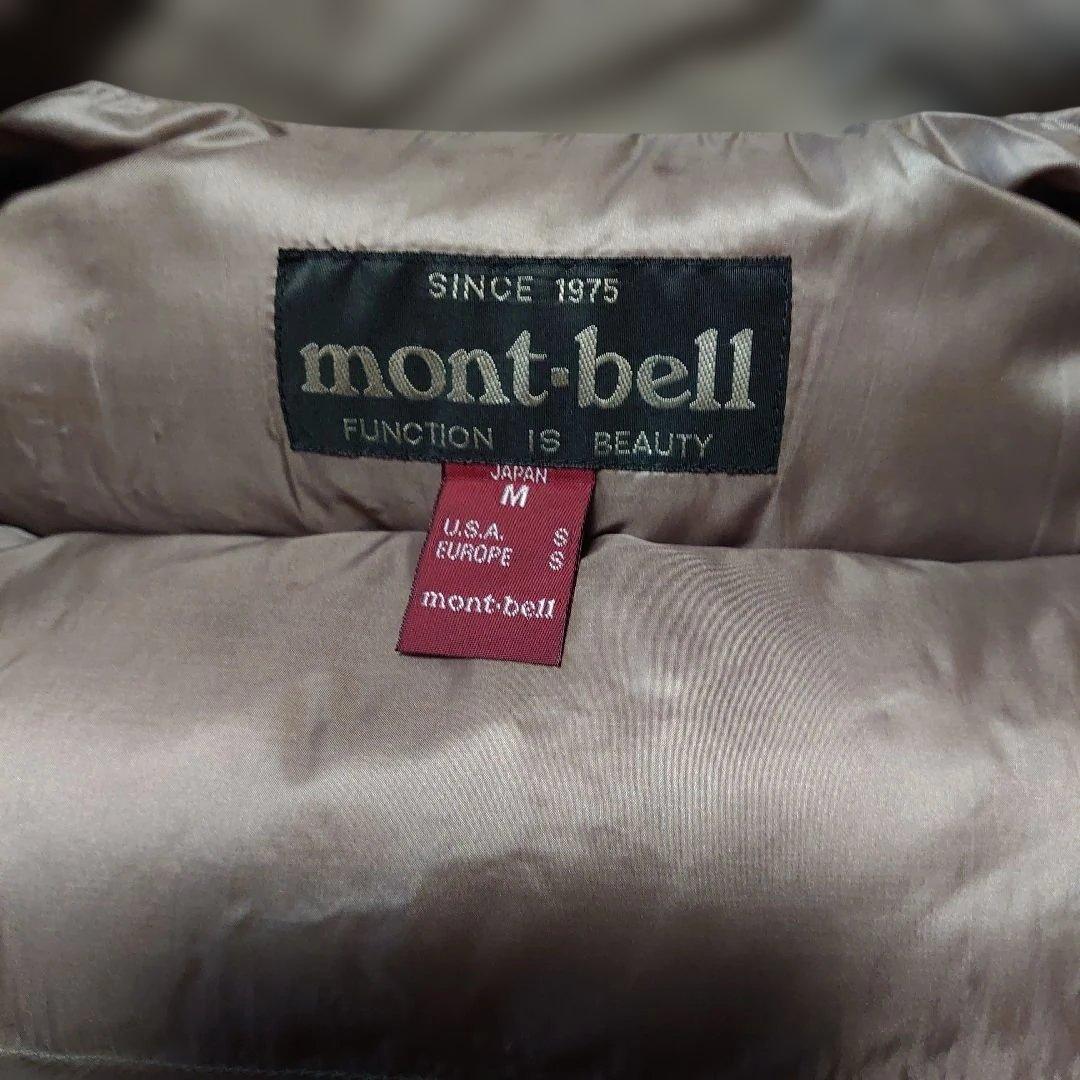 SINCE 1975
mont·bell
FUNCTION IS BEAUTY
JAPAN
M
U.S.A. S
EUROPE S
mont·bell